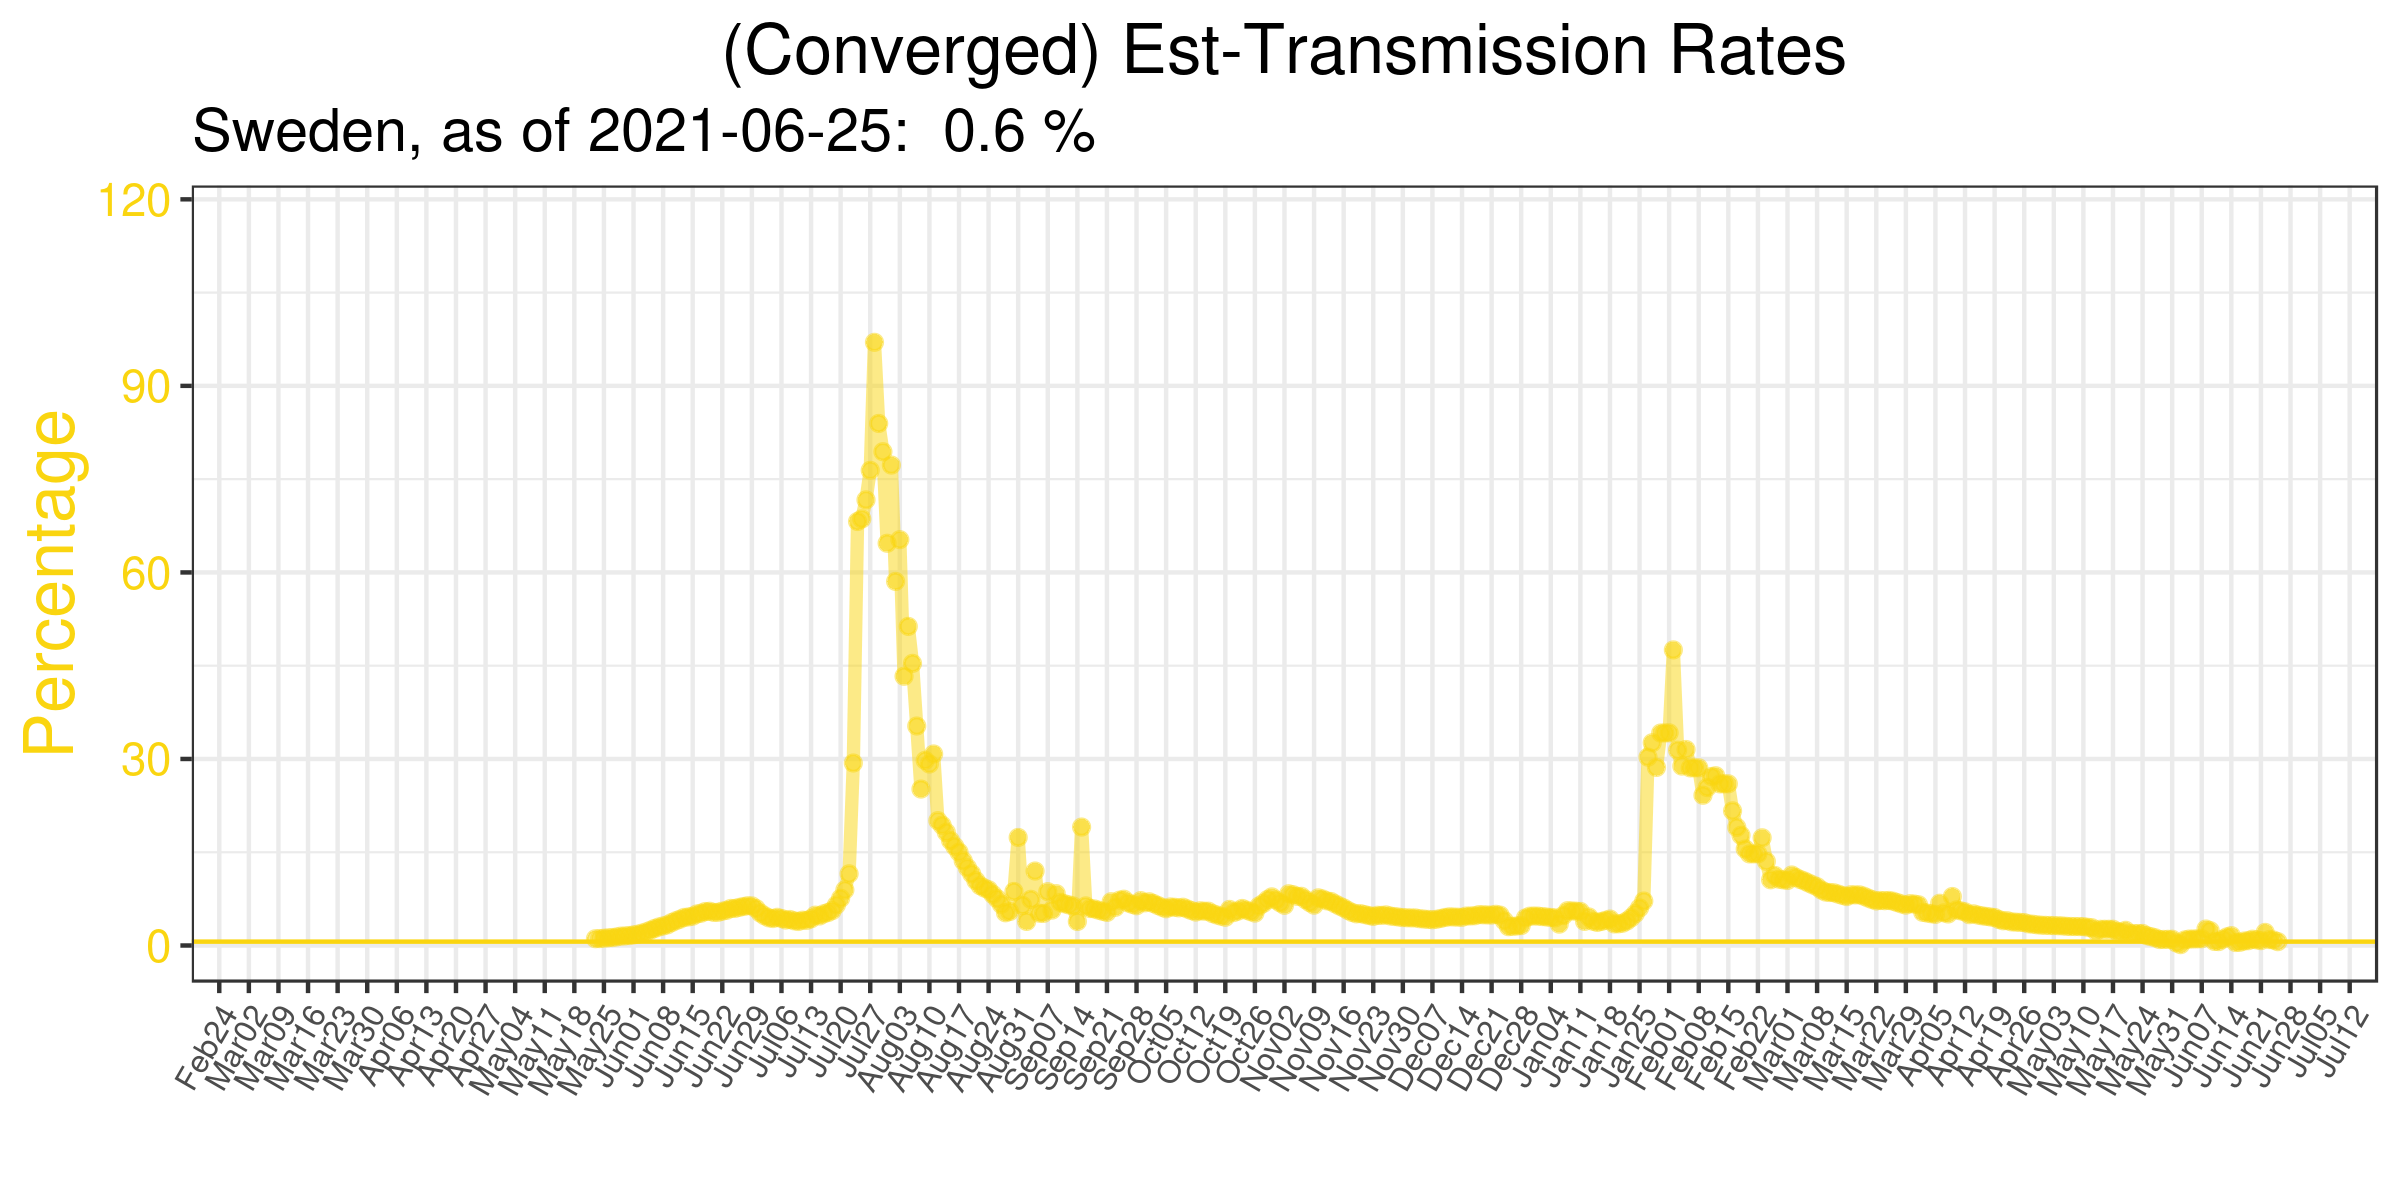 (Converged) Est-Transmission Rates
Sweden, as of 2021-06-25:  0.6 %
Percentage
120
90
60
30
0
Feb24 Mar02 Mar09 Mar16 Mar23 Mar30 Apr06 Apr13 Apr20 Apr27 May04 May11 May18 May25 Jun01 Jun08 Jun15 Jun22 Jun29 Jul06 Jul13 Jul20 Jul27 Aug03 Aug10 Aug17 Aug24 Aug31 Sep07 Sep14 Sep21 Sep28 Oct05 Oct12 Oct19 Oct26 Nov02 Nov09 Nov16 Nov23 Nov30 Dec07 Dec14 Dec21 Dec28 Jan04 Jan11 Jan18 Jan25 Feb01 Feb08 Feb15 Feb22 Mar01 Mar08 Mar15 Mar22 Mar29 Apr05 Apr12 Apr19 Apr26 May03 May10 May17 May24 May31 Jun07 Jun14 Jun21 Jun28 Jul05 Jul12